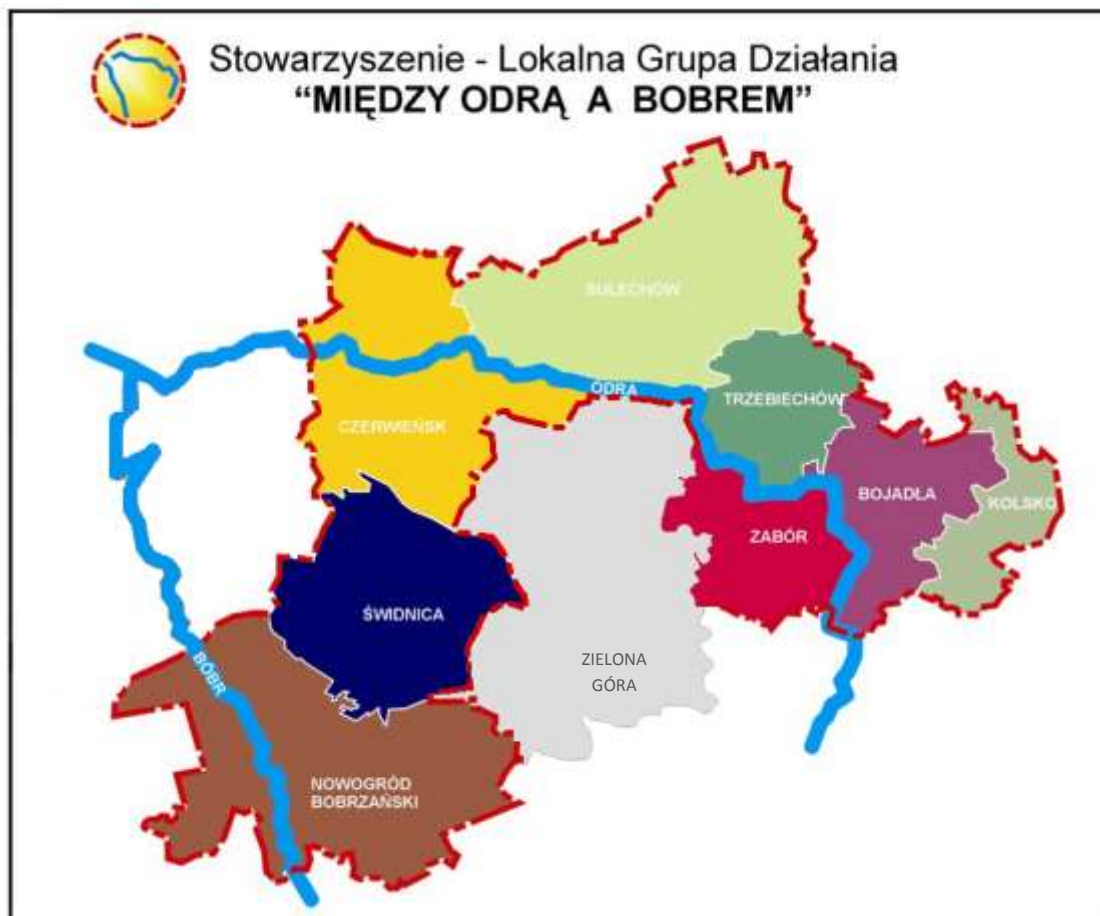 Stowarzyszenie - Lokalna Grupa Działania
“MIĘDZY ODRĄ A BOBREM”
SULECHÓW
ODRA
TRZEBIECHÓW
CZERWIEŃSK
BOJADŁA
KOLSKO
ZABÓR
ŚWIDNICA
ZIELONA
GÓRA
BÓBR
NOWOGRÓD
BOBRZAŃSKI